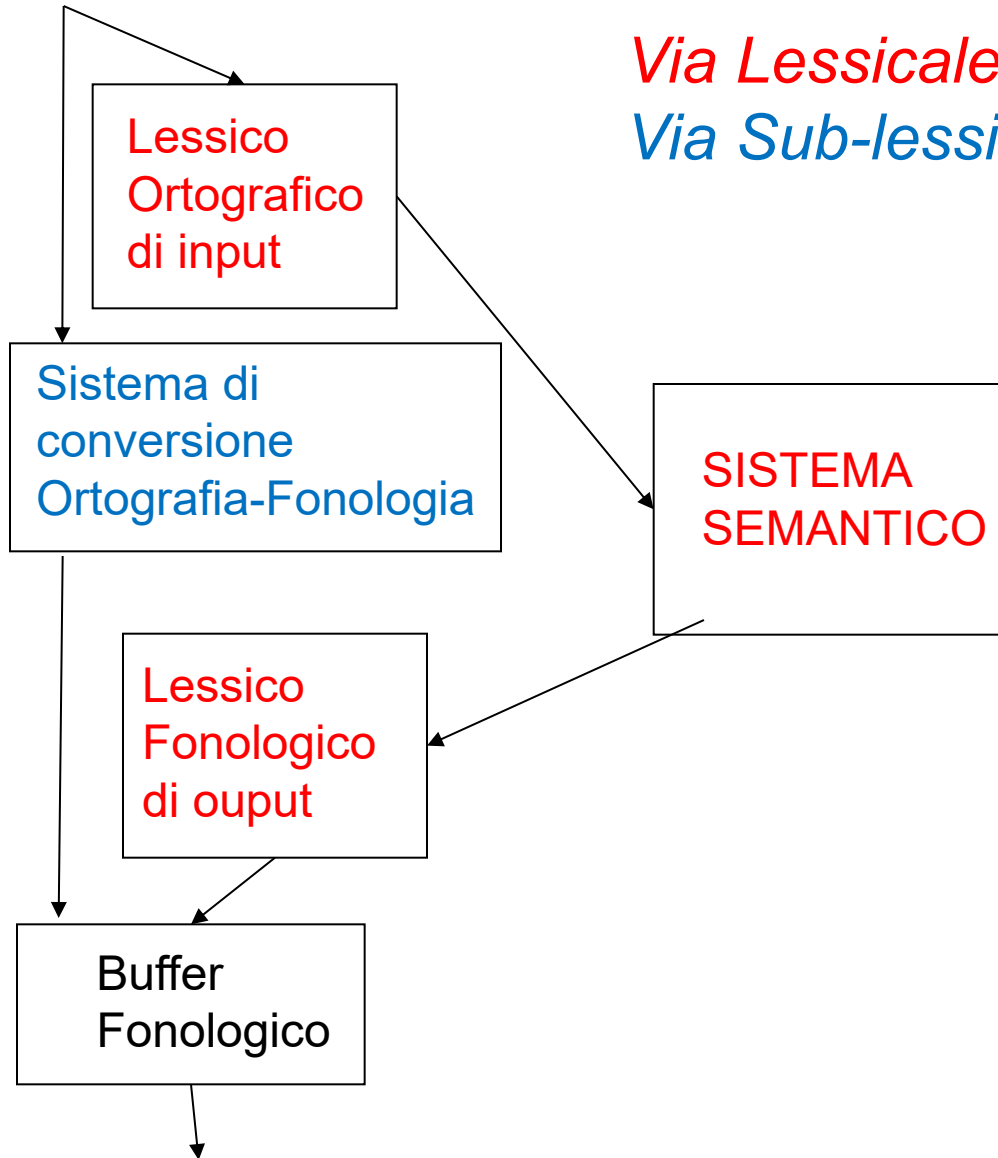 Via Lessicale
Via Sub-lessi
Lessico
Ortografico
di input
Sistema di
conversione
Ortografia-Fonologia
SISTEMA
SEMANTICO
Lessico
Fonologico
di ouput
Buffer
Fonologico